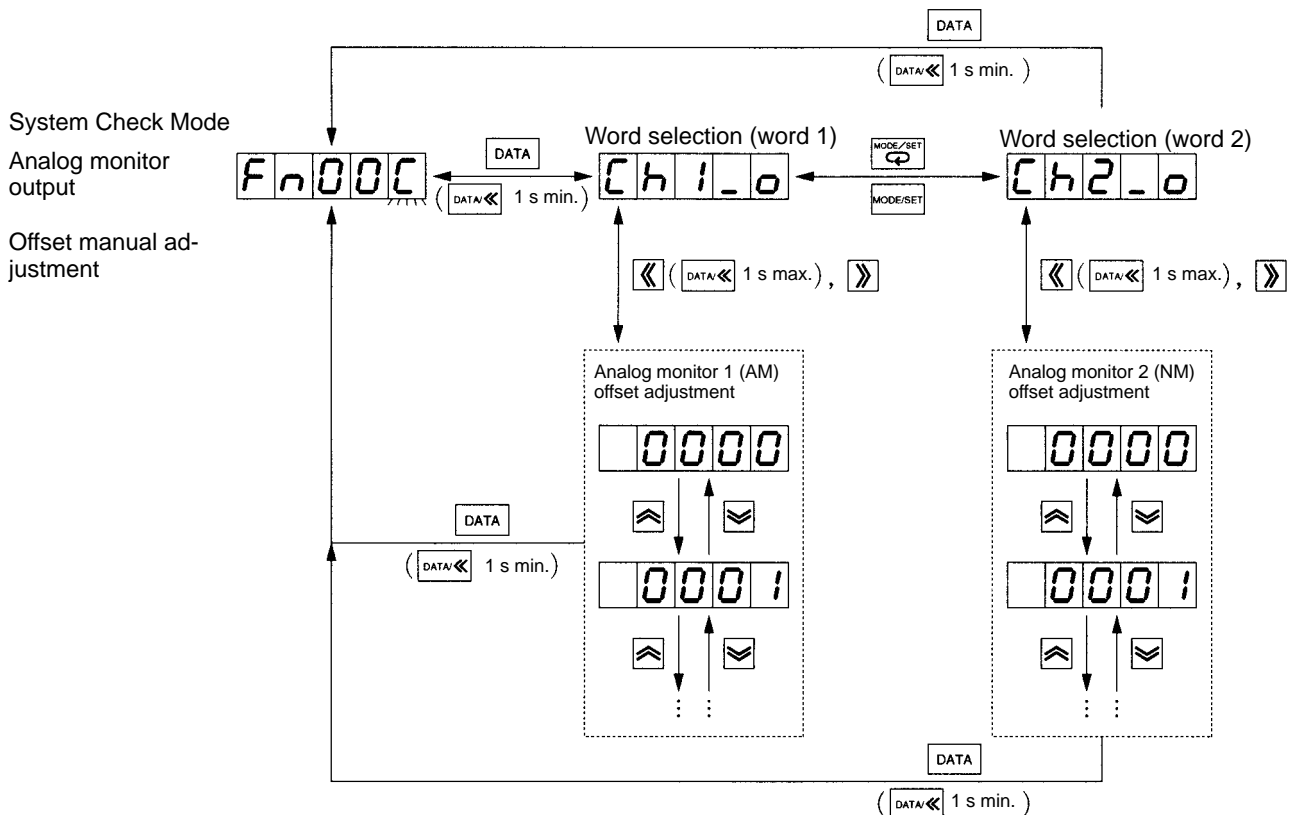 DATA
( DATA/≪ 1 s min. )
System Check Mode
Analog monitor
output
Offset manual ad-
justment
Fn00C
DATA
( DATA/≪ 1 s min.)
Word selection (word 1)
Ch1_o
MODE/SET
MODE/SET
Word selection (word 2)
Ch2_o
≪ ( DATA/≪ 1 s max.) , ≫
≪ ( DATA/≪ 1 s max.) , ≫
Analog monitor 1 (AM)
offset adjustment
0000
0001
Analog monitor 2 (NM)
offset adjustment
0000
0001
DATA
( DATA/≪ 1 s min.)
DATA
( DATA/≪ 1 s min. )